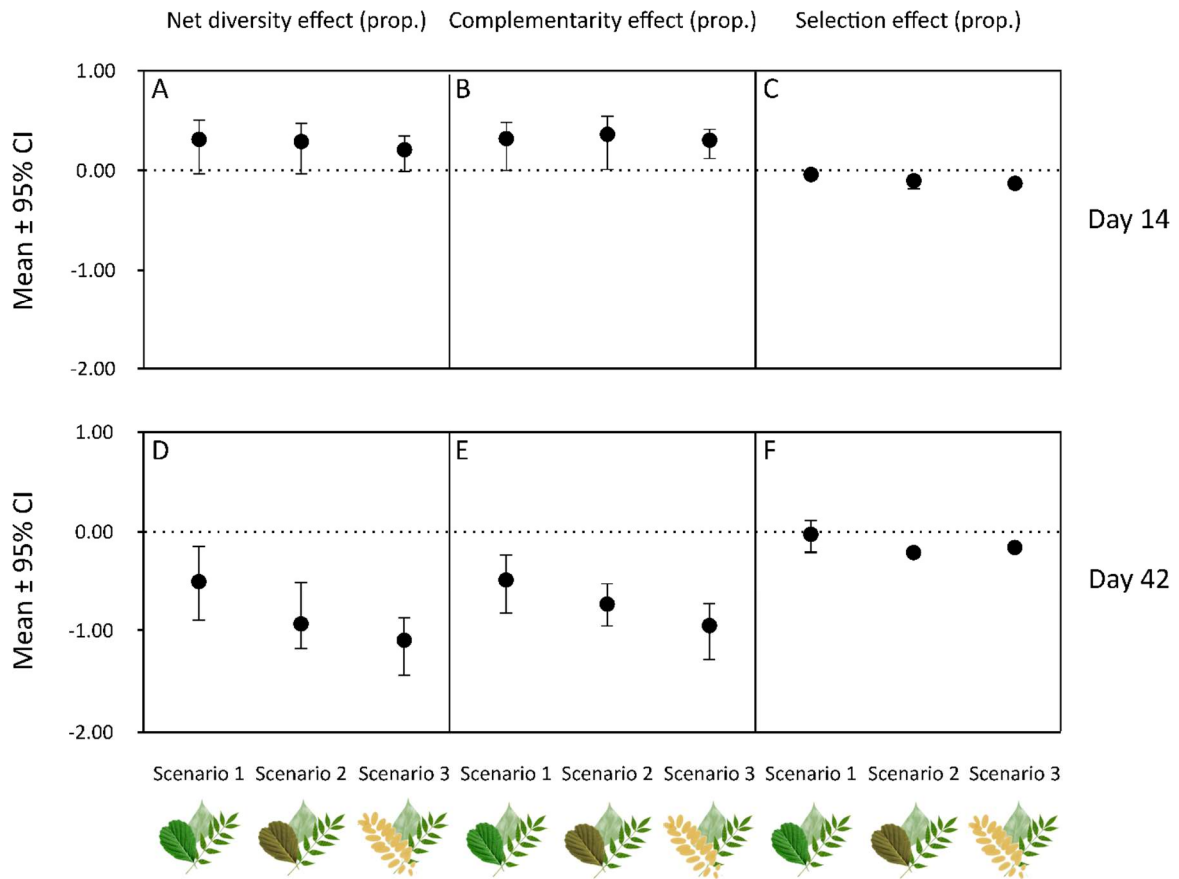 Net diversity effect (prop.) Complementarity effect (prop.) Selection effect (prop.)
Mean ± 95% CI
1.00
0.00
-1.00
-2.00
A B C
Day 14
Mean ± 95% CI
1.00
0.00
-1.00
-2.00
D E F
Day 42
Scenario 1 Scenario 2 Scenario 3 Scenario 1 Scenario 2 Scenario 3 Scenario 1 Scenario 2 Scenario 3